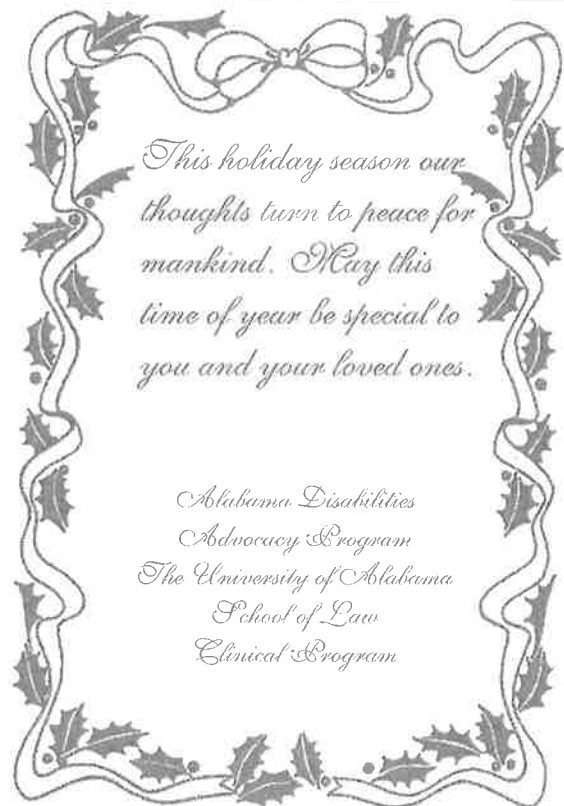 This holiday season our
thoughts turn to peace for
mankind. May this
time of year be special to
you and your loved ones.
Alabama Disabilities
Advocacy Program
The University of Alabama
School of Law
Clinical Program